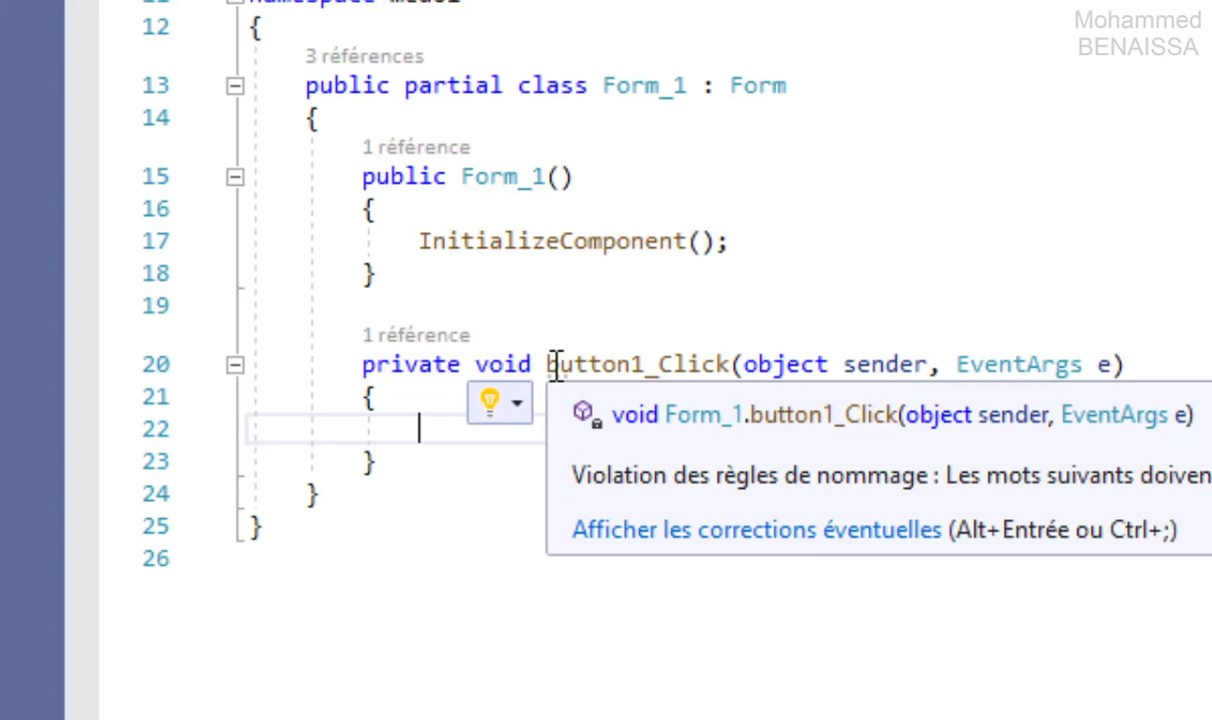 Mohammed
BENAISSA
12 {
3 références
13 public partial class Form_1 : Form
14 {
1 référence
15 public Form_1()
16 {
17 InitializeComponent();
18 }
19
1 référence
20 private void button1_Click(object sender, EventArgs e)
21 {
22
void Form_1.button1_Click(object sender, EventArgs e)
23 }
Violation des règles de nommage : Les mots suivants doiven
24 }
25 }
Afficher les corrections éventuelles (Alt+Entrée ou Ctrl+;)
26